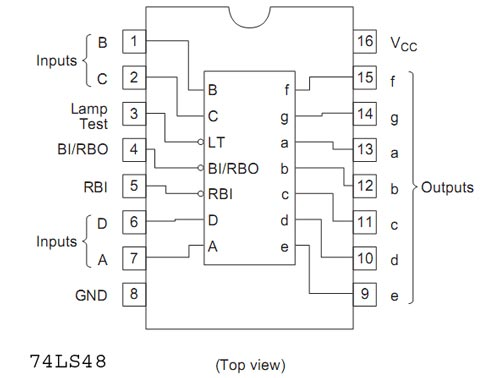 B 1 16 VCC
Inputs
C 2 15 f
B f
Lamp Test 3 14 g
C g
LT a
BI/RBO 4 13 a
BI/RBO b
RBI 5 12 b Outputs
RBI c
D 6 11 c
D d
Inputs
A 7 10 d
A e
GND 8 9 e
74LS48 (Top view)